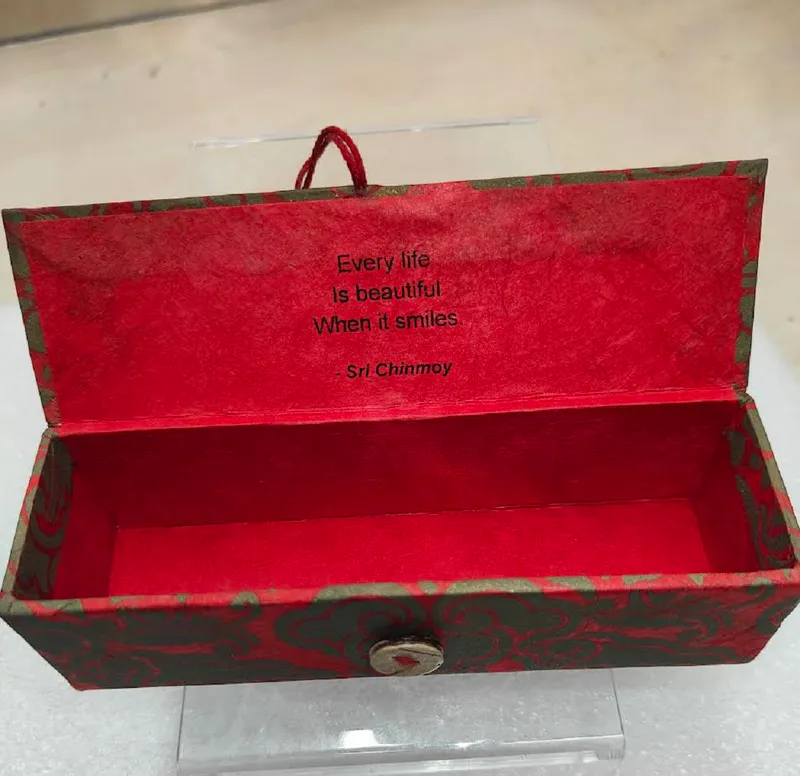 Every life
Is beautiful
When it smiles.
- Sri Chinmoy